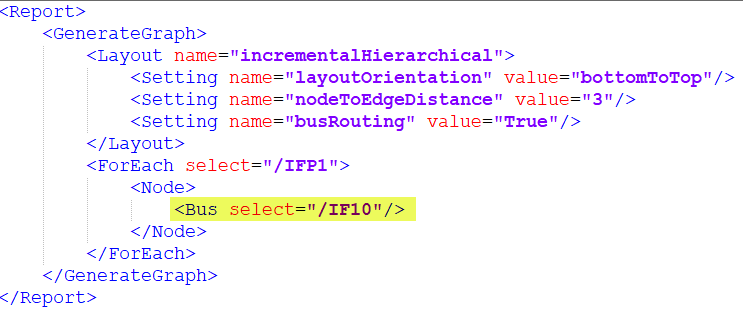 <Report>
<GenerateGraph>
<Layout name="incrementalHierarchical">
<Setting name="layoutOrientation" value="bottomToTop"/>
<Setting name="nodeToEdgeDistance" value="3"/>
<Setting name="busRouting" value="True"/>
</Layout>
<ForEach select="/IFP1">
<Node>
<Bus select="/IF10"/>
</Node>
</ForEach>
</GenerateGraph>
</Report>